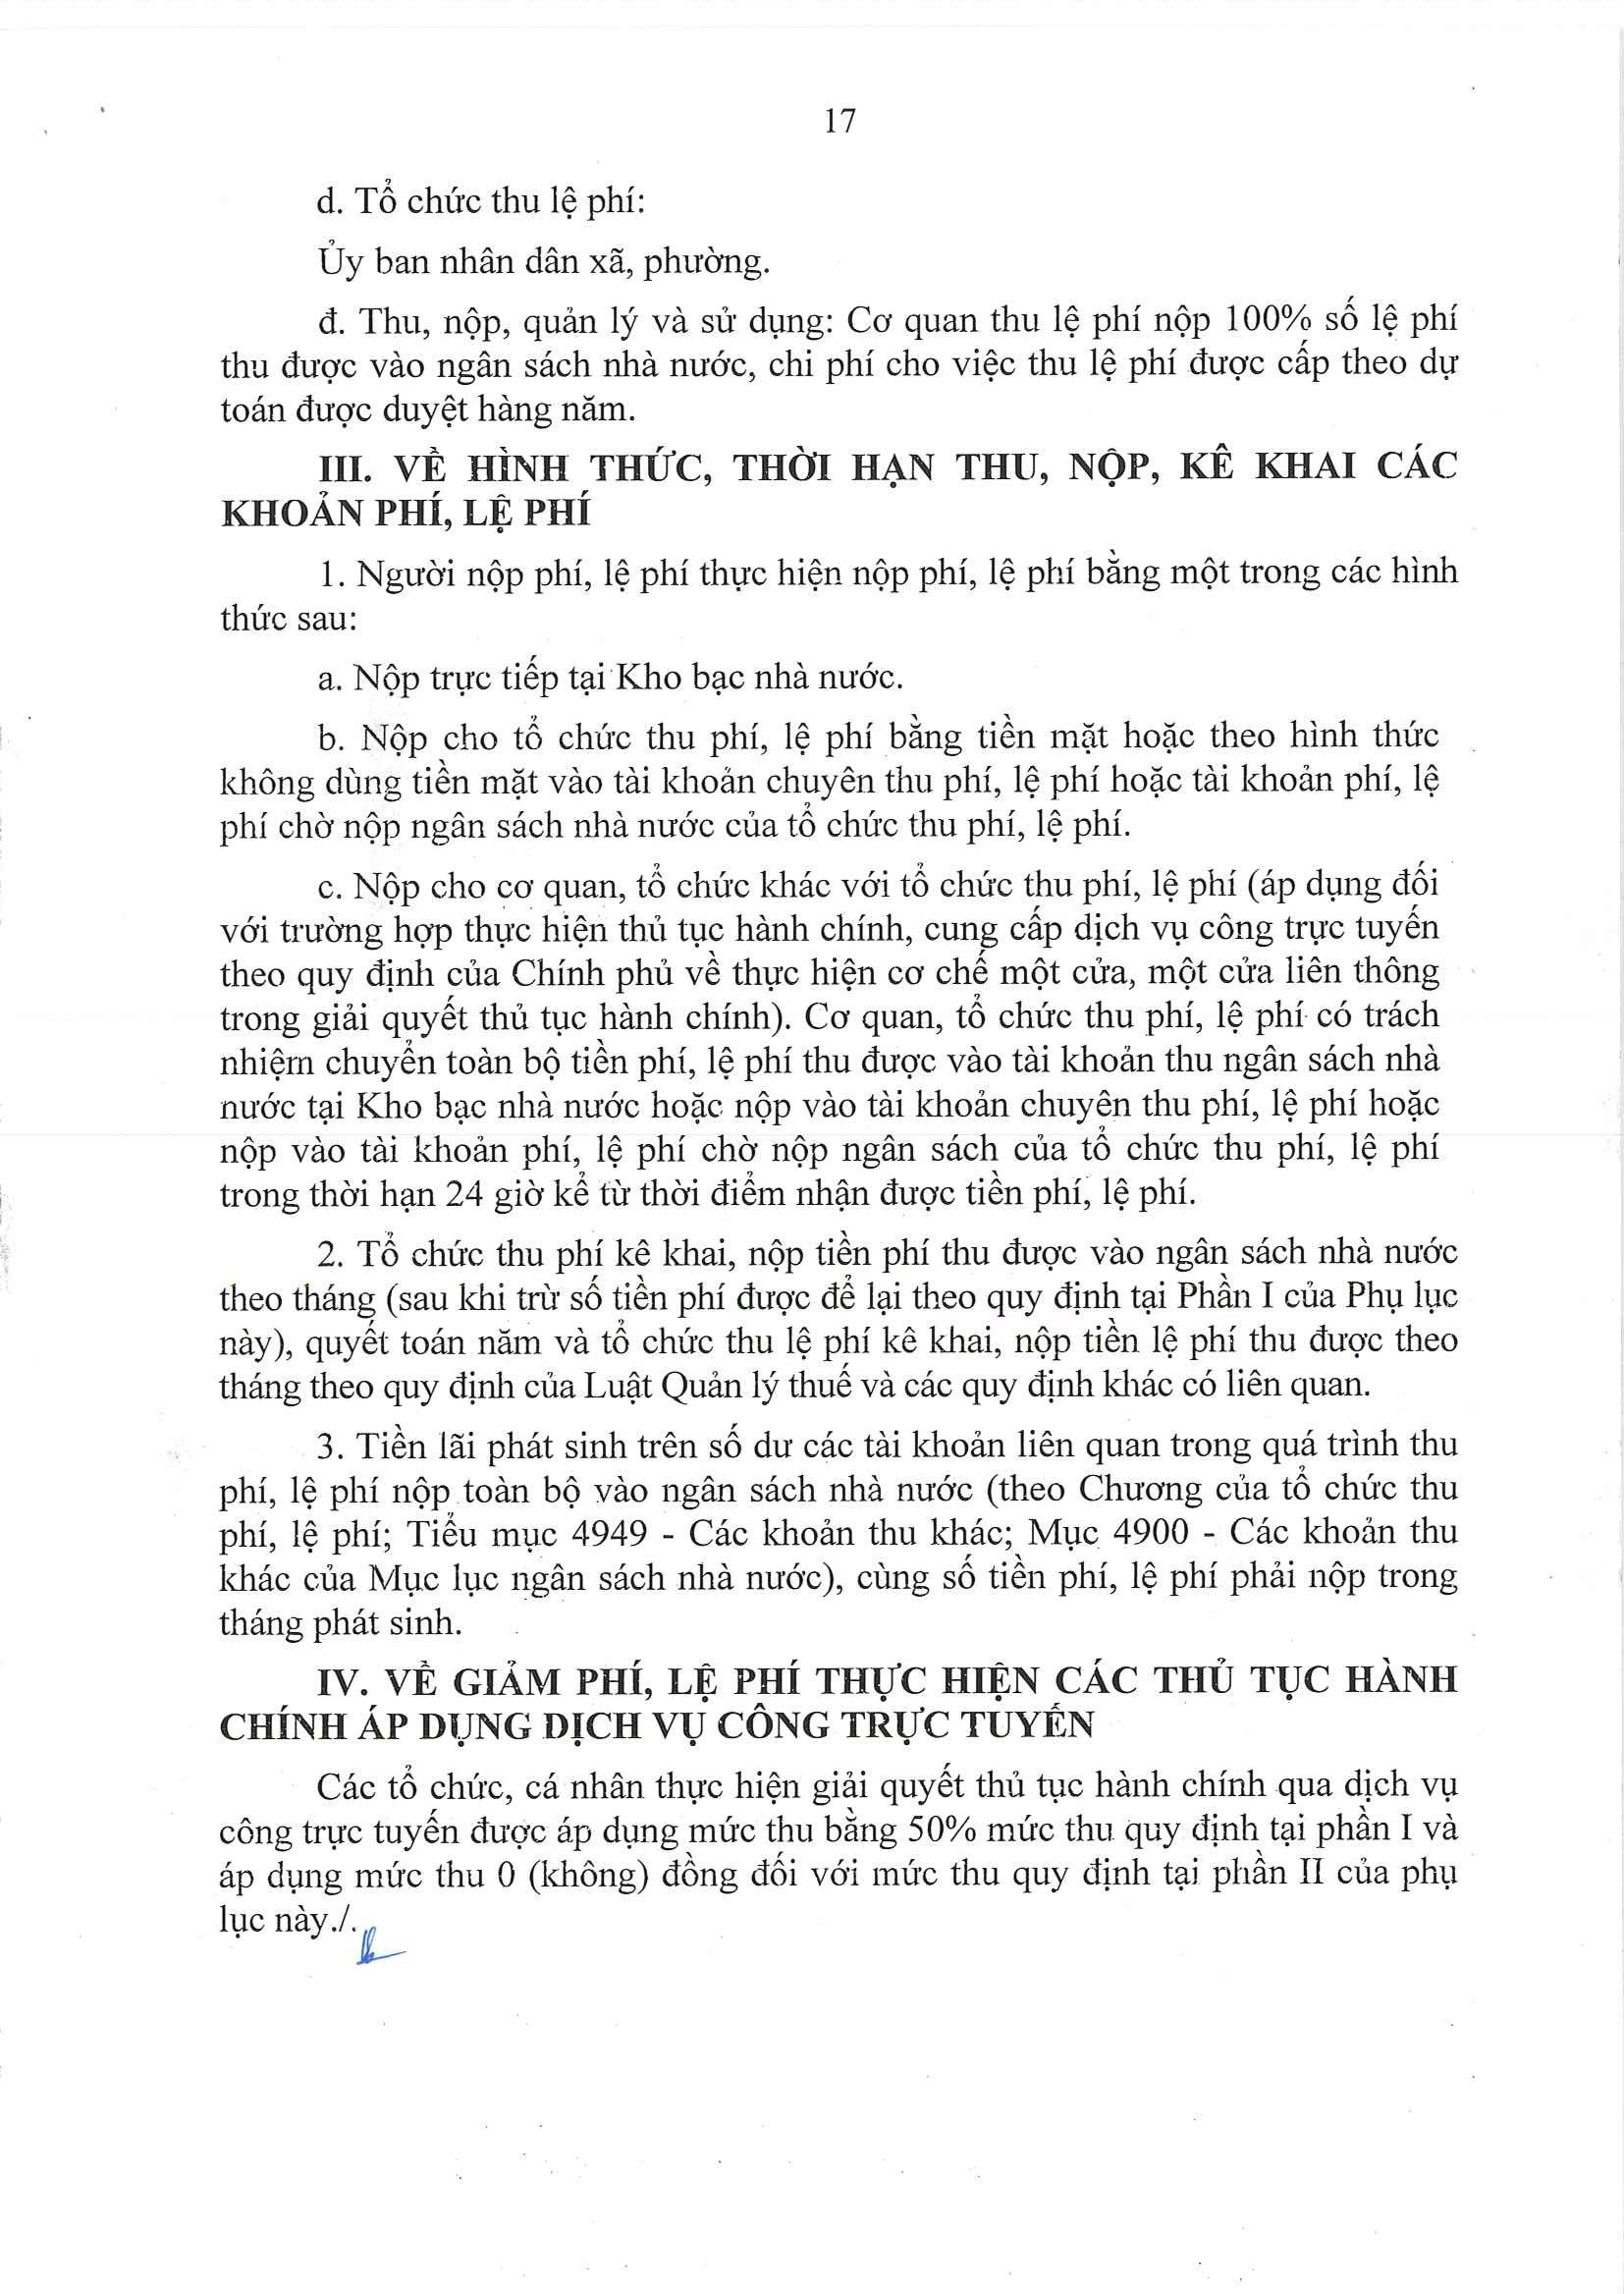 17
d. Tổ chức thu lệ phí:
Ủy ban nhân dân xã, phường.
đ. Thu, nộp, quản lý và sử dụng: Cơ quan thu lệ phí nộp 100% số lệ phí
thu được vào ngân sách nhà nước, chi phí cho việc thu lệ phí được cấp theo dự
toán được duyệt hàng năm.
III. VỀ HÌNH THỨC, THỜI HẠN THU, NỘP, KÊ KHAI CÁC
KHOẢN PHÍ, LỆ PHÍ
1. Người nộp phí, lệ phí thực hiện nộp phí, lệ phí bằng một trong các hình
thức sau:
a. Nộp trực tiếp tại Kho bạc nhà nước.
b. Nộp cho tổ chức thu phí, lệ phí bằng tiền mặt hoặc theo hình thức
không dùng tiền mặt vào tài khoản chuyên thu phí, lệ phí hoặc tài khoản phí, lệ
phí chờ nộp ngân sách nhà nước của tổ chức thu phí, lệ phí.
c. Nộp cho cơ quan, tổ chức khác với tổ chức thu phí, lệ phí (áp dụng đối
với trường hợp thực hiện thủ tục hành chính, cung cấp dịch vụ công trực tuyến
theo quy định của Chính phủ về thực hiện cơ chế một cửa, một cửa liên thông
trong giải quyết thủ tục hành chính). Cơ quan, tổ chức thu phí, lệ phí có trách
nhiệm chuyển toàn bộ tiền phí, lệ phí thu được vào tài khoản thu ngân sách nhà
nước tại Kho bạc nhà nước hoặc nộp vào tài khoản chuyên thu phí, lệ phí hoặc
nộp vào tài khoản phí, lệ phí chờ nộp ngân sách của tổ chức thu phí, lệ phí
trong thời hạn 24 giờ kể từ thời điểm nhận được tiền phí, lệ phí.
2. Tổ chức thu phí kê khai, nộp tiền phí thu được vào ngân sách nhà nước
theo tháng (sau khi trừ số tiền phí được để lại theo quy định tại Phần I của Phụ lục
này), quyết toán năm và tổ chức thu lệ phí kê khai, nộp tiền lệ phí thu được theo
tháng theo quy định của Luật Quản lý thuế và các quy định khác có liên quan.
3. Tiền lãi phát sinh trên số dư các tài khoản liên quan trong quá trình thu
phí, lệ phí nộp toàn bộ vào ngân sách nhà nước (theo Chương của tổ chức thu
phí, lệ phí; Tiểu mục 4949 - Các khoản thu khác; Mục 4900 - Các khoản thu
khác của Mục lục ngân sách nhà nước), cùng số tiền phí, lệ phí phải nộp trong
tháng phát sinh.
IV. VỀ GIẢM PHÍ, LỆ PHÍ THỰC HIỆN CÁC THỦ TỤC HÀNH
CHÍNH ÁP DỤNG DỊCH VỤ CÔNG TRỰC TUYẾN
Các tổ chức, cá nhân thực hiện giải quyết thủ tục hành chính qua dịch vụ
công trực tuyến được áp dụng mức thu bằng 50% mức thu quy định tại phần I và
áp dụng mức thu 0 (không) đồng đối với mức thu quy định tại phần II của phụ
lục này./.